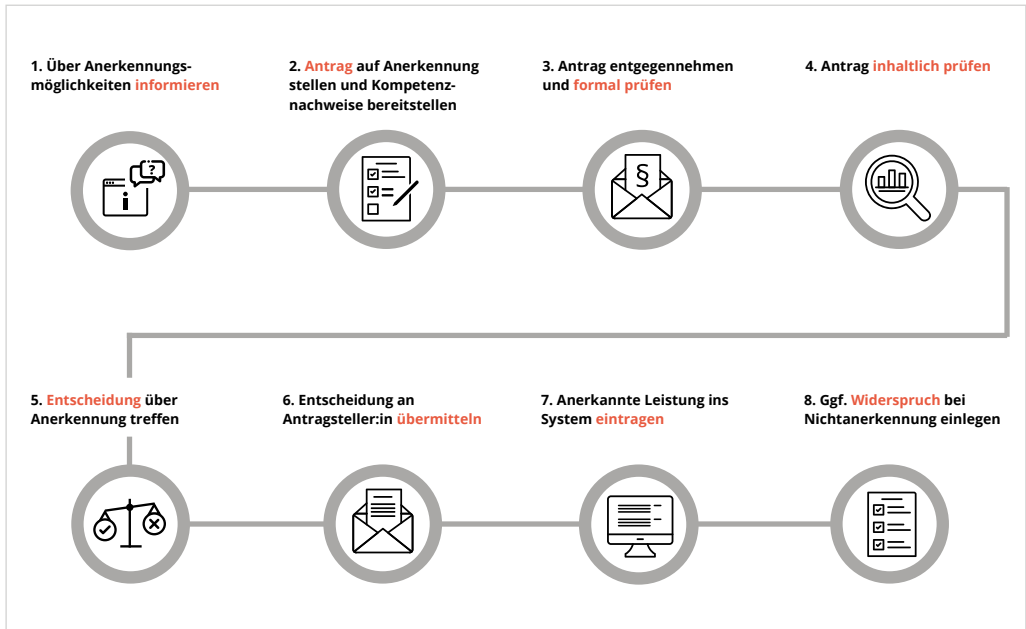 1. Über Anerkennungs-
möglichkeiten informieren
2. Antrag auf Anerkennung
stellen und Kompetenz-
nachweise bereitstellen
3. Antrag entgegennehmen
und formal prüfen
4. Antrag inhaltlich prüfen
?
i
§
5. Entscheidung über
Anerkennung treffen
6. Entscheidung an
Antragsteller:in übermitteln
7. Anerkannte Leistung ins
System eintragen
8. Ggf. Widerspruch bei
Nichtanerkennung einlegen